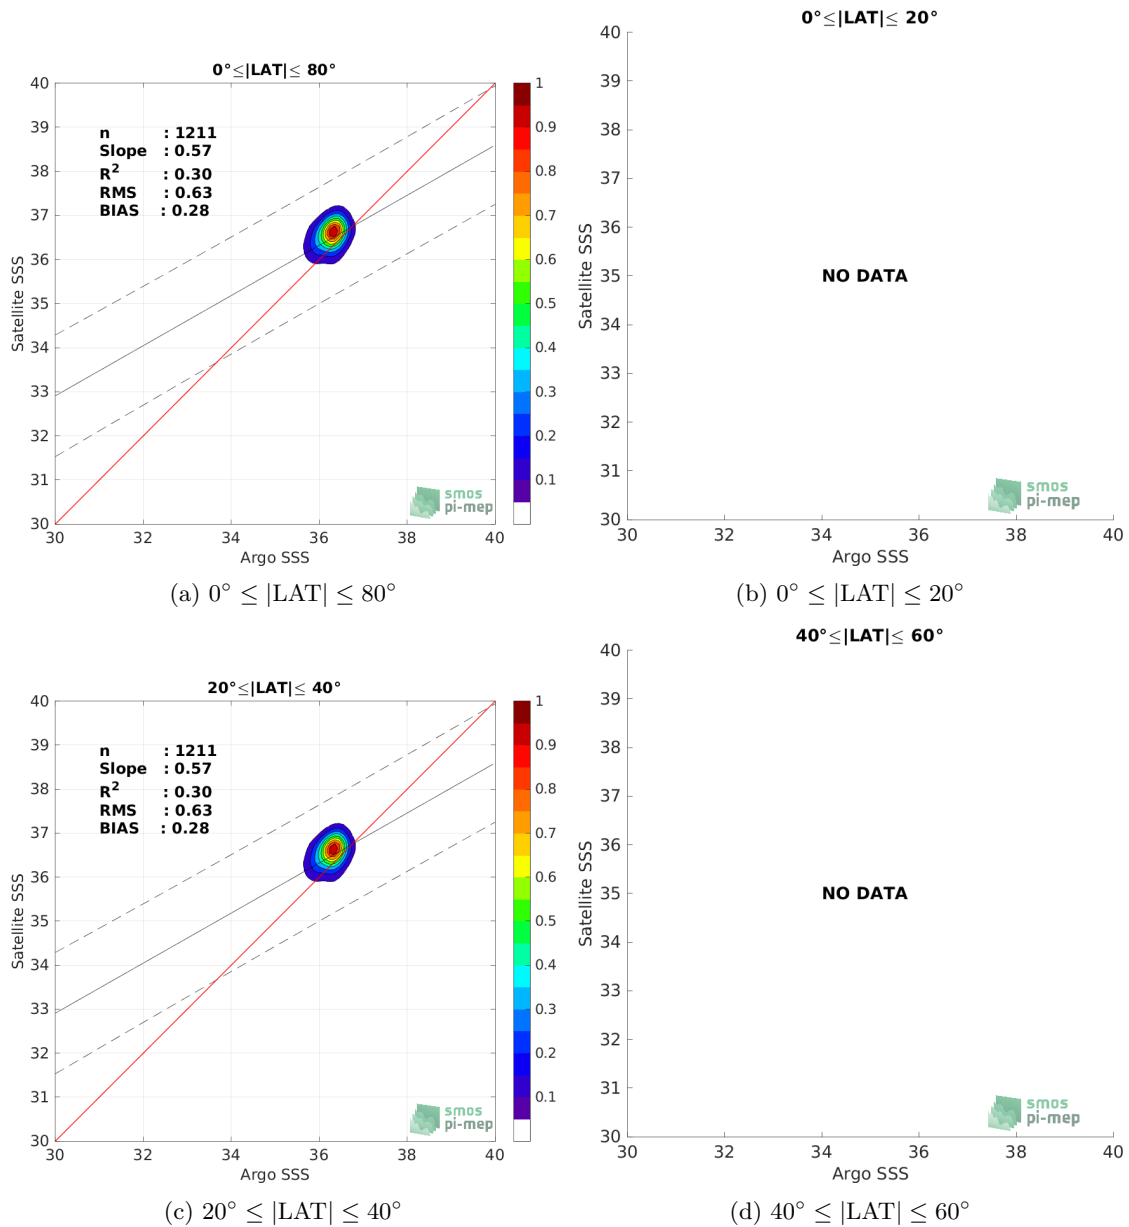 0°≤|LAT|≤ 80°
40
39
38
37
36
35
34
33
32
31
30
n : 1211
Slope : 0.57
R² : 0.30
RMS : 0.63
BIAS : 0.28
Satellite SSS
30 32 34 36 38 40
Argo SSS
1
0.9
0.8
0.7
0.6
0.5
0.4
0.3
0.2
0.1
smos
pi-mep
(a) 0° ≤ |LAT| ≤ 80°
0°≤|LAT|≤ 20°
40
39
38
37
36
35
34
33
32
31
30
Satellite SSS
NO DATA
smos
pi-mep
30 32 34 36 38 40
Argo SSS
(b) 0° ≤ |LAT| ≤ 20°
20°≤|LAT|≤ 40°
40
39
38
37
36
35
34
33
32
31
30
n : 1211
Slope : 0.57
R² : 0.30
RMS : 0.63
BIAS : 0.28
Satellite SSS
30 32 34 36 38 40
Argo SSS
1
0.9
0.8
0.7
0.6
0.5
0.4
0.3
0.2
0.1
smos
pi-mep
(c) 20° ≤ |LAT| ≤ 40°
40°≤|LAT|≤ 60°
40
39
38
37
36
35
34
33
32
31
30
Satellite SSS
NO DATA
smos
pi-mep
30 32 34 36 38 40
Argo SSS
(d) 40° ≤ |LAT| ≤ 60°